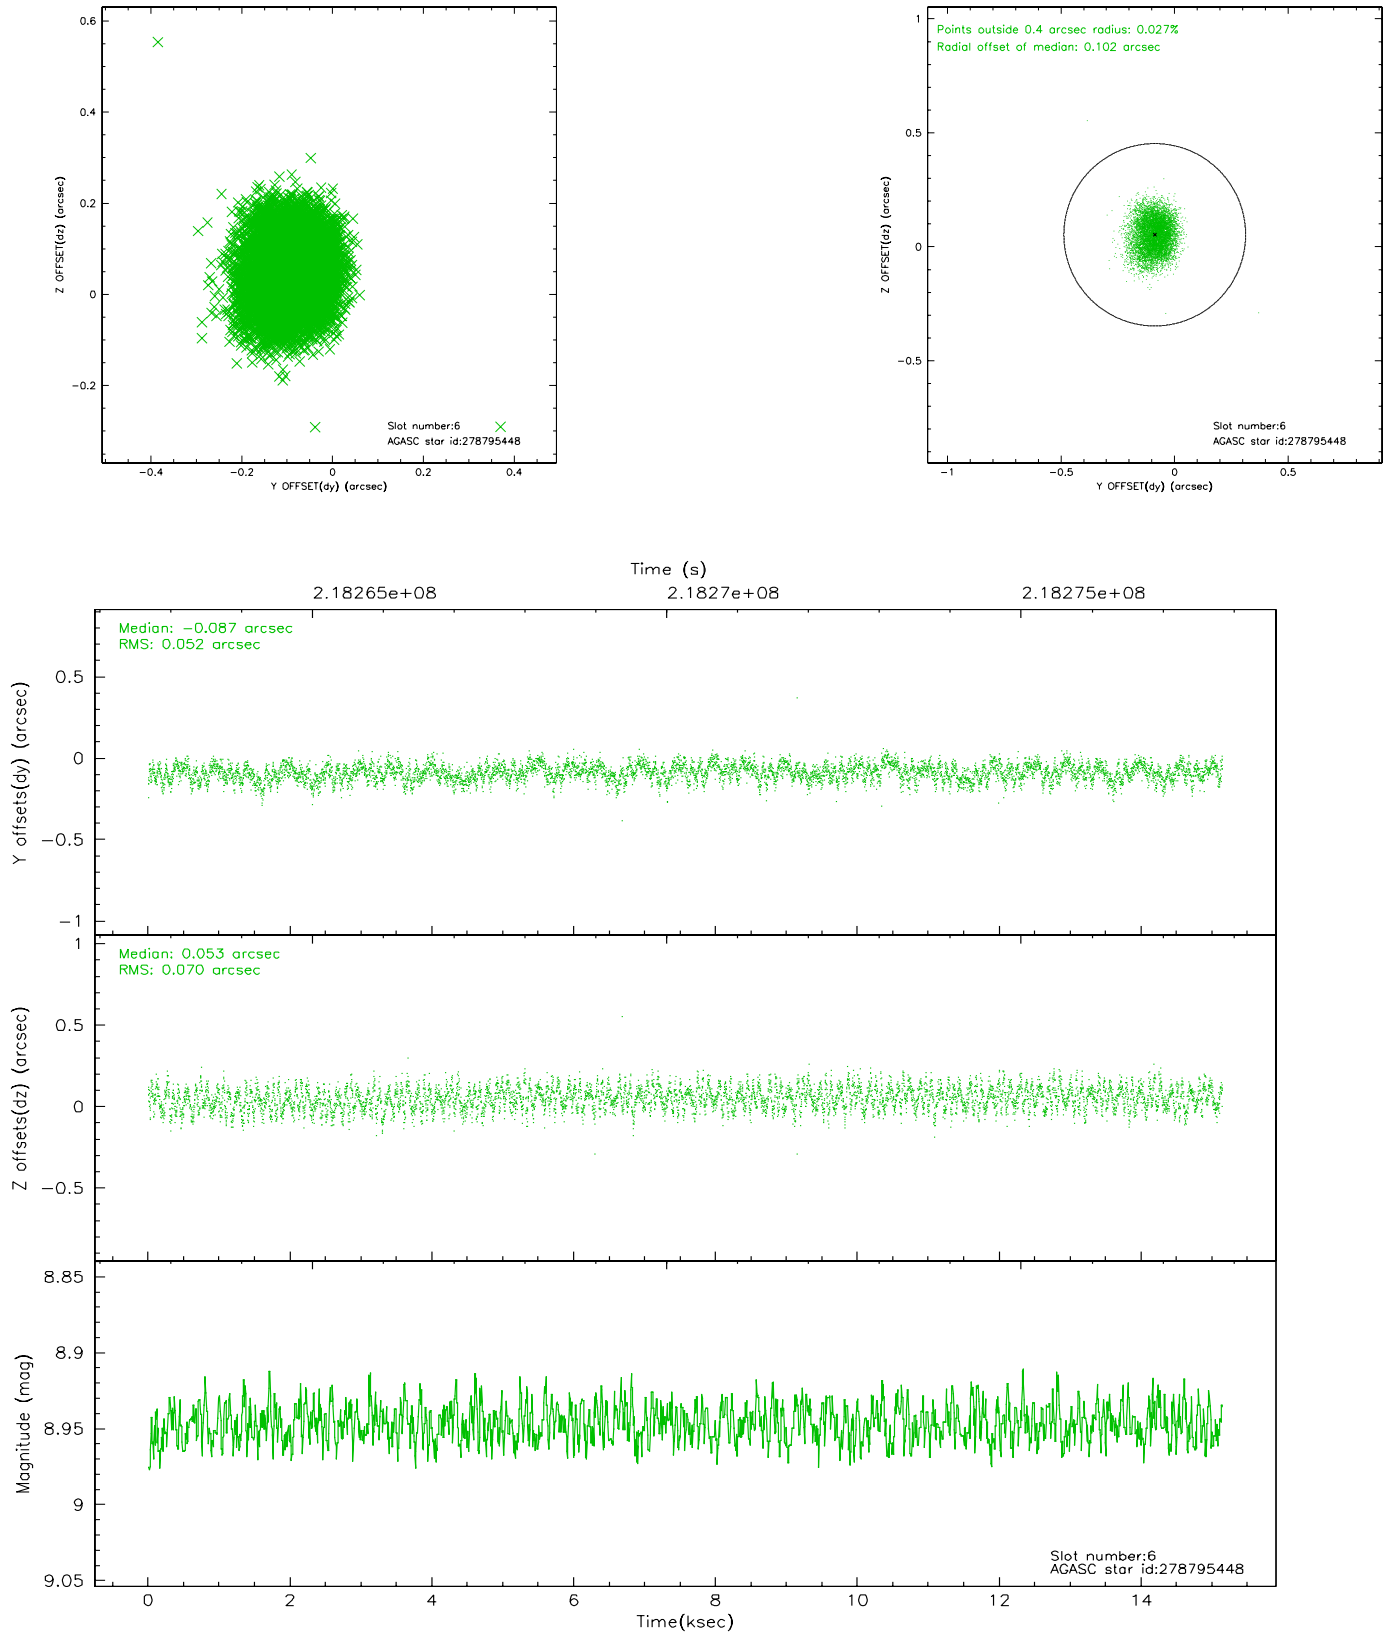 0.6
0.4
0.2
0
−0.2
Z OFFSET(dz) (arcsec)
Slot number:6
AGASC star id:278795448
−0.4
−0.2
0
0.2
0.4
Y OFFSET(dy) (arcsec)
Points outside 0.4 arcsec radius: 0.027%
Radial offset of median: 0.102 arcsec
1
0.5
0
−0.5
Z OFFSET(dz) (arcsec)
Slot number:6
AGASC star id:278795448
−1
−0.5
0
0.5
Y OFFSET(dy) (arcsec)
Time (s)
2.18265e+08
2.1827e+08
2.18275e+08
Median: −0.087 arcsec
RMS: 0.052 arcsec
0.5
0
−0.5
−1
Y offsets(dy) (arcsec)
Median: 0.053 arcsec
RMS: 0.070 arcsec
1
0.5
0
−0.5
Z offsets(dz) (arcsec)
8.85
8.9
8.95
9
9.05
Magnitude (mag)
Slot number:6
AGASC star id:278795448
0
2
4
6
8
10
12
14
Time(ksec)